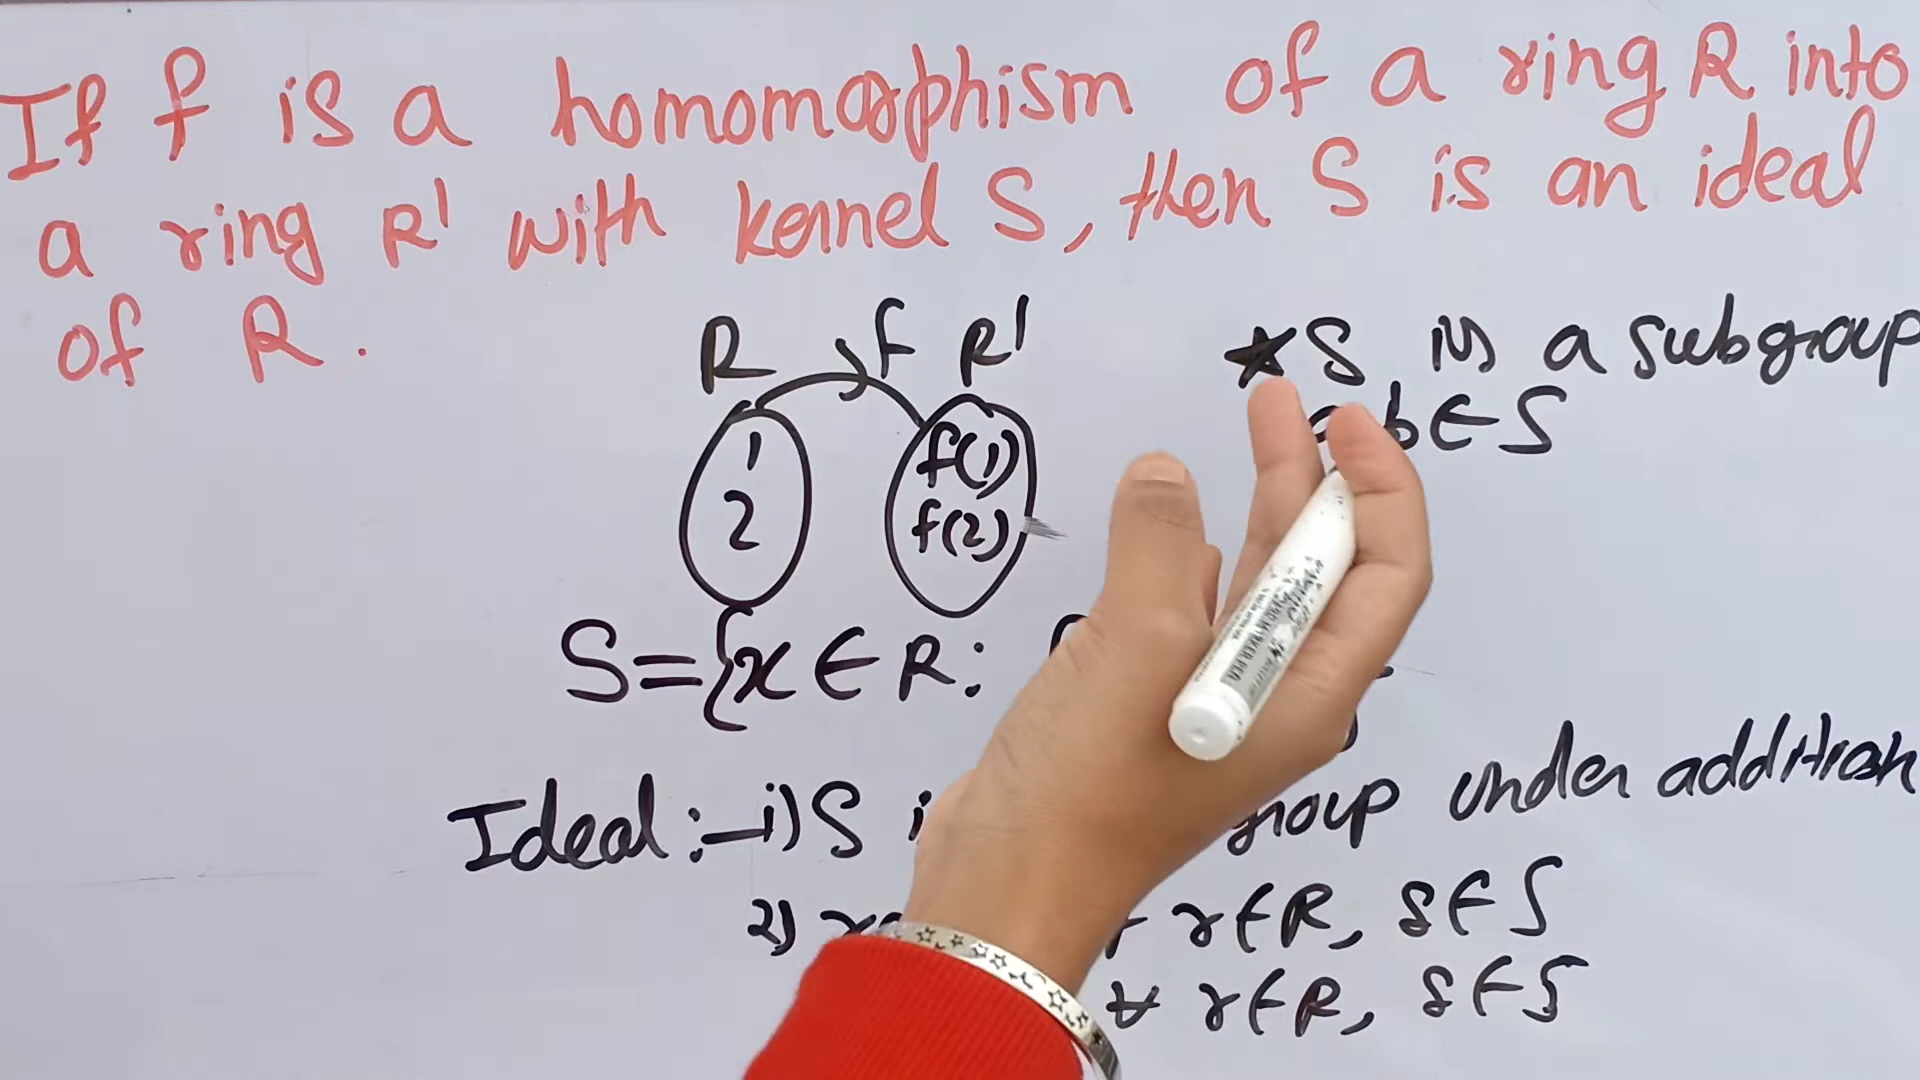 If f is a homomorphism of a ring R into
a ring R' with kernel S, then S is an ideal
of R.
R f R'
1
2
f(1)
f(2)
★ S is a subgroup
b ∈ S
S = {x ∈ R:
Ideal :- i) S group under addition
2) r ∈ R, s ∈ S
∀ r ∈ R, s ∈ S